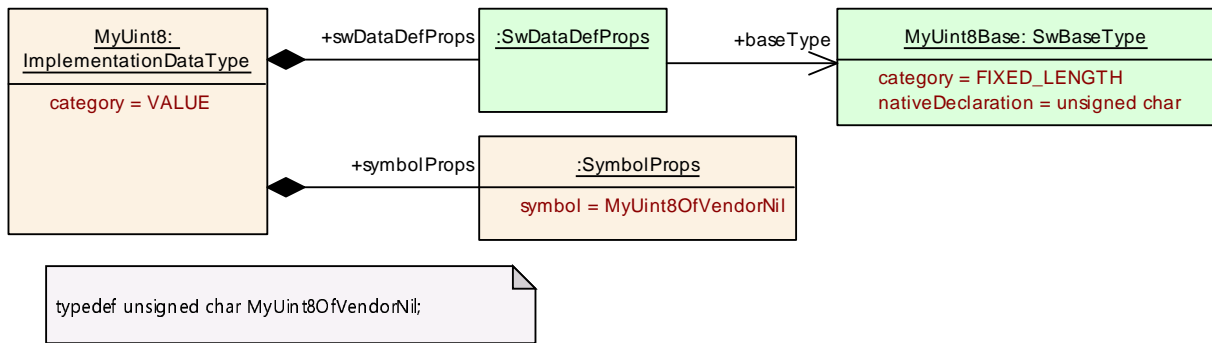 MyUint8:
ImplementationDataType
category = VALUE
+swDataDefProps
:SwDataDefProps
+baseType
MyUint8Base: SwBaseType
category = FIXED_LENGTH
nativeDeclaration = unsigned char
+symbolProps
:SymbolProps
symbol = MyUint8OfVendorNil
typedef unsigned char MyUint8OfVendorNil;